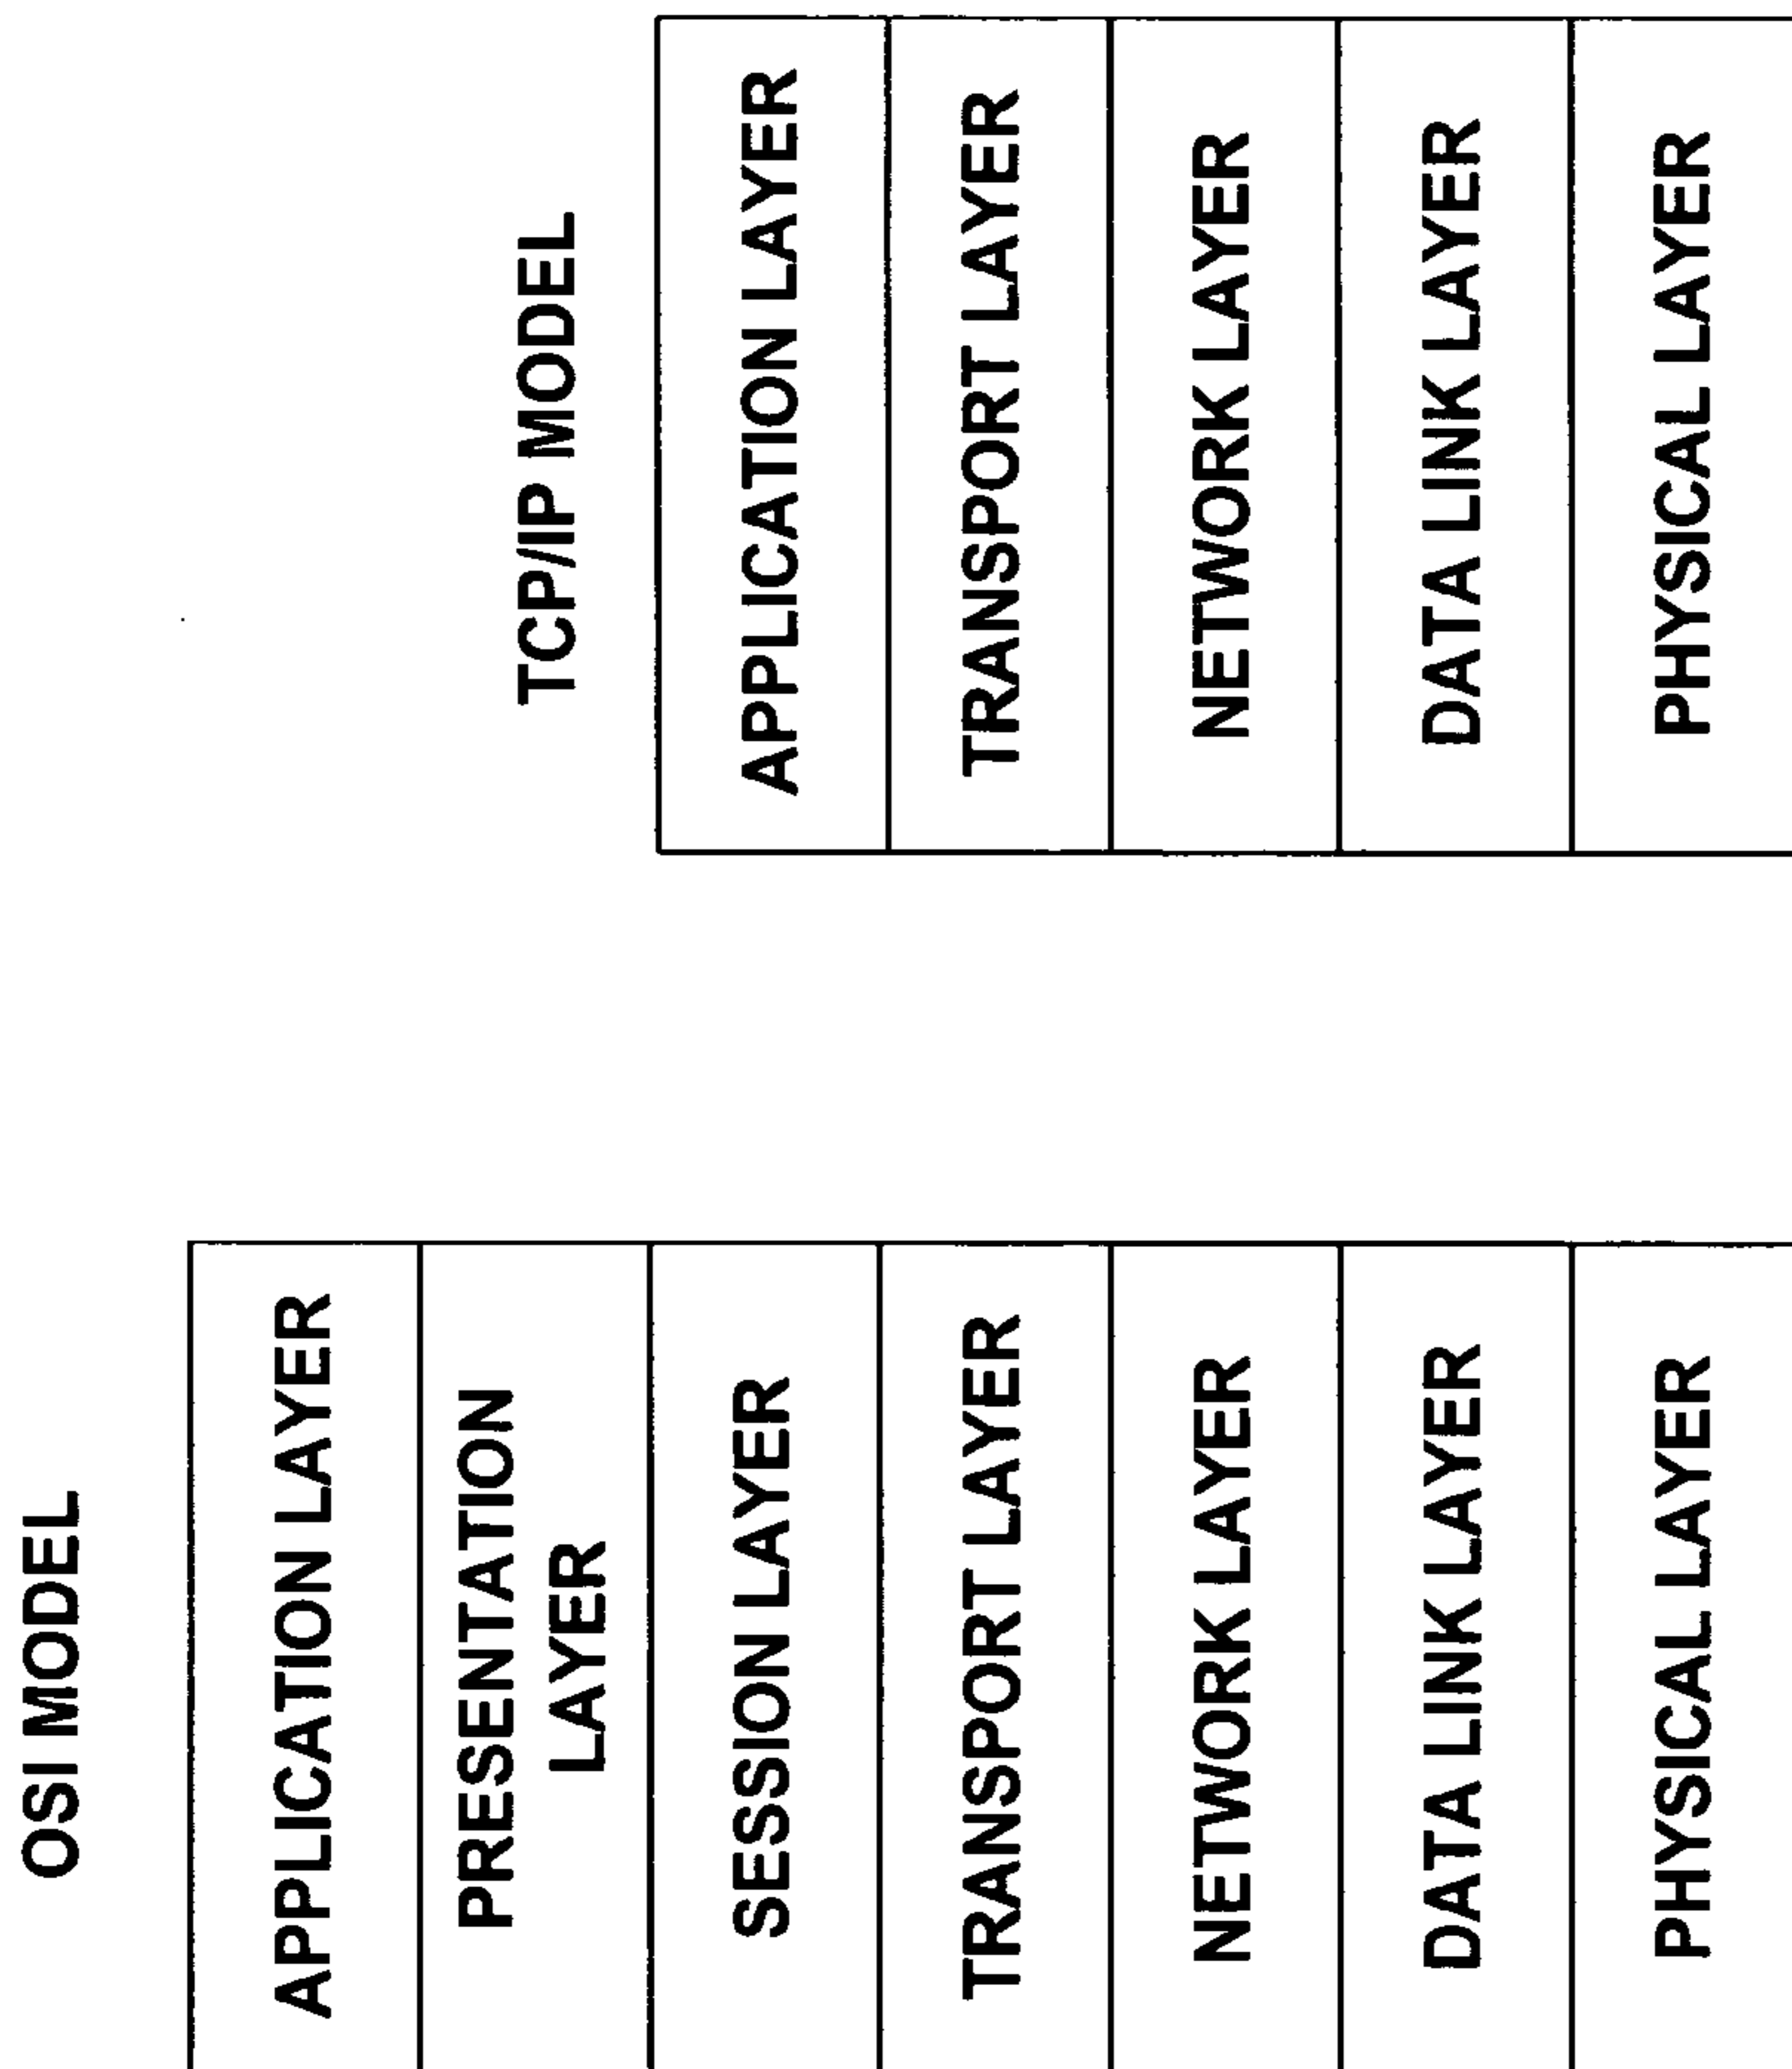 OSI MODEL
APPLICATION LAYER
PRESENTATION
LAYER
SESSION LAYER
TRANSPORT LAYER
NETWORK LAYER
DATA LINK LAYER
PHYSICAL LAYER
TCP/IP MODEL
APPLICATION LAYER
TRANSPORT LAYER
NETWORK LAYER
DATA LINK LAYER
PHYSICAL LAYER